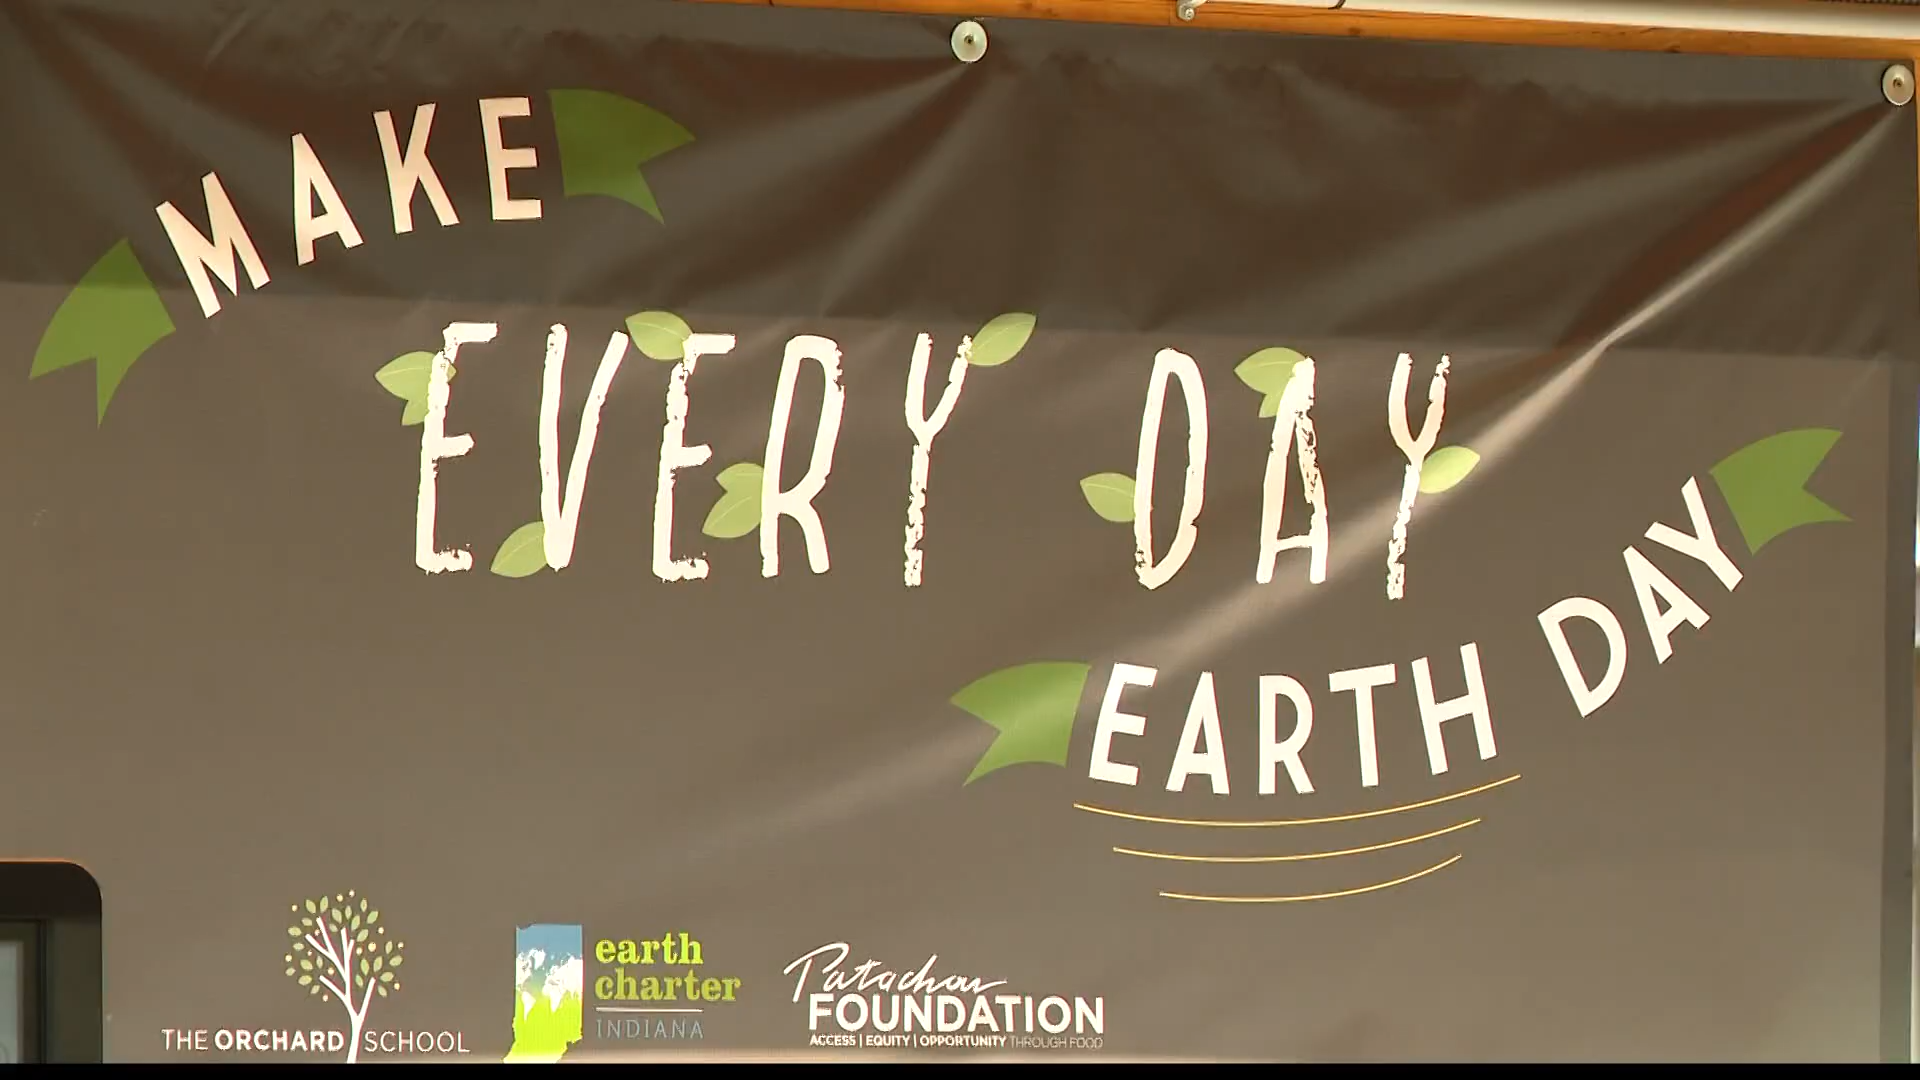 MAKE
EVERY DAY
EARTH DAY
THE ORCHARD SCHOOL
earth
charter
INDIANA
Patachou
FOUNDATION
ACCESS | EQUITY | OPPORTUNITY THROUGH FOOD